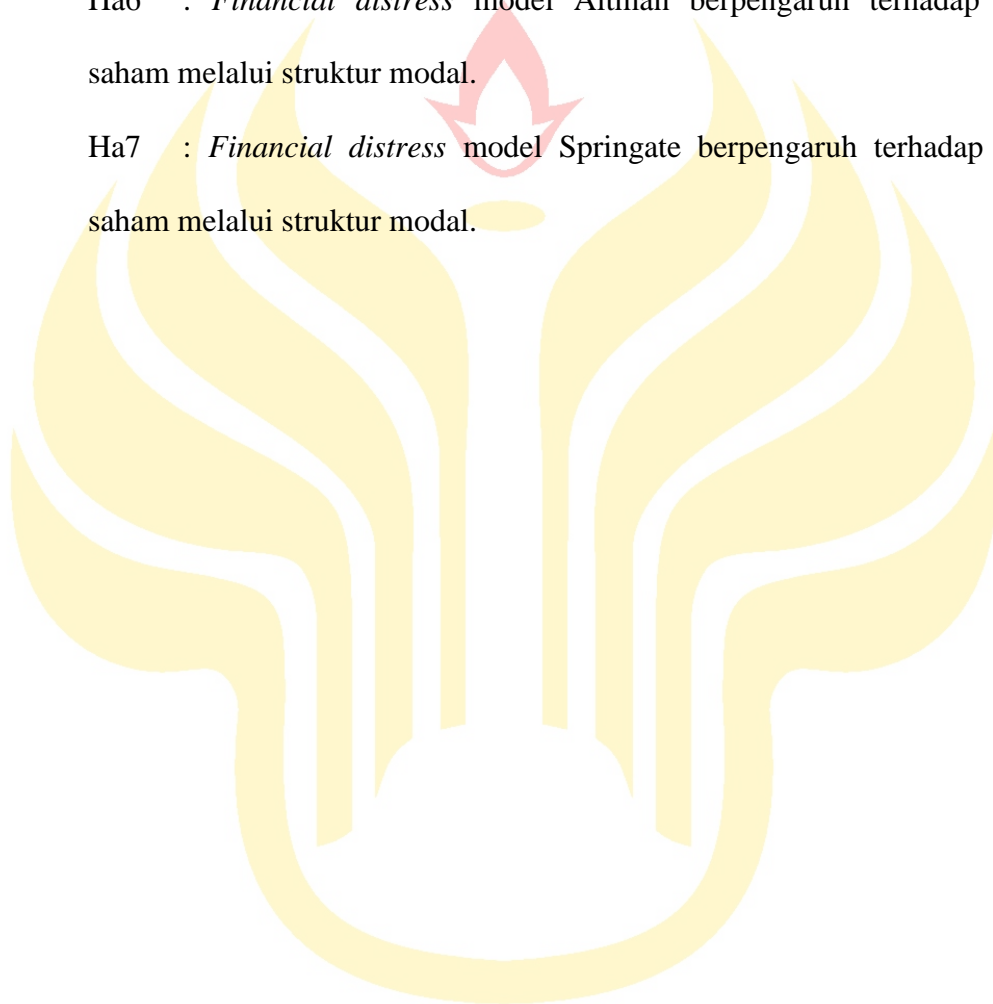 Ha6 : Financial distress model Altman berpengaruh terhadap
saham melalui struktur modal.
Ha7 : Financial distress model Springate berpengaruh terhadap
saham melalui struktur modal.